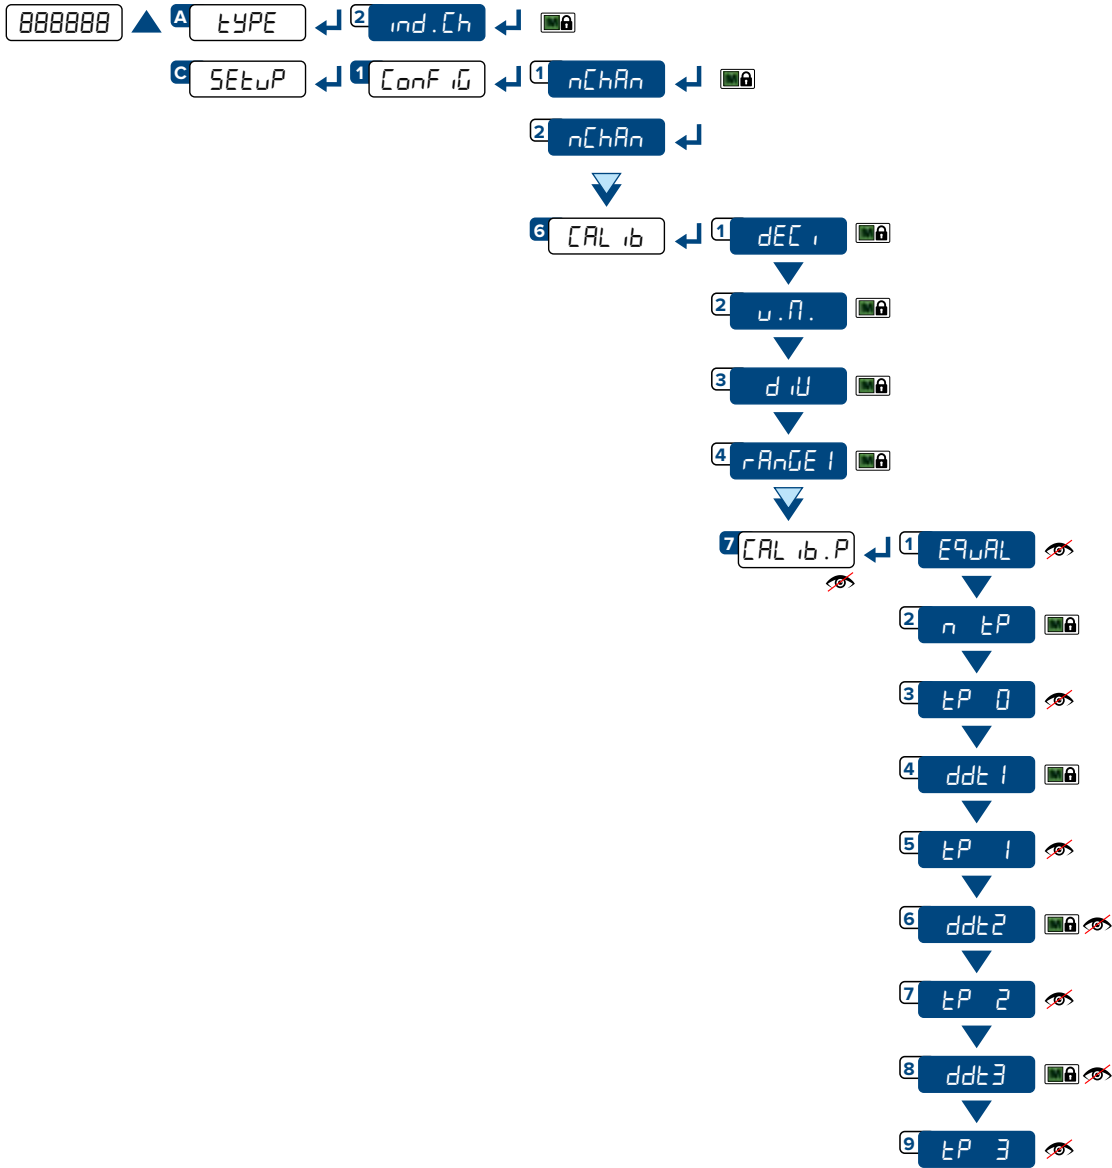 888888 A tYPE 2 ind.Ch M
C SEtuP 1 ConFiG 1 nChAn M
2 nChAn
6 CALib 1 dECi M
2 u.M. M
3 diU M
4 rAnGE1 M
7 CALib.P 1 EquAL
2 n tP M
3 tP 0
4 ddt1 M
5 tP 1
6 ddt2 M
7 tP 2
8 ddt3 M
9 tP 3